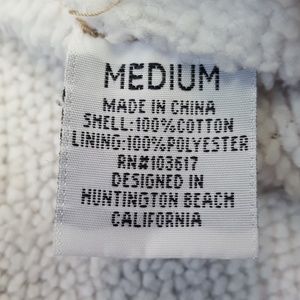 MEDIUM
MADE IN CHINA
SHELL:100%COTTON
LINING:100%POLYESTER
RN#103617
DESIGNED IN
HUNTINGTON BEACH
CALIFORNIA